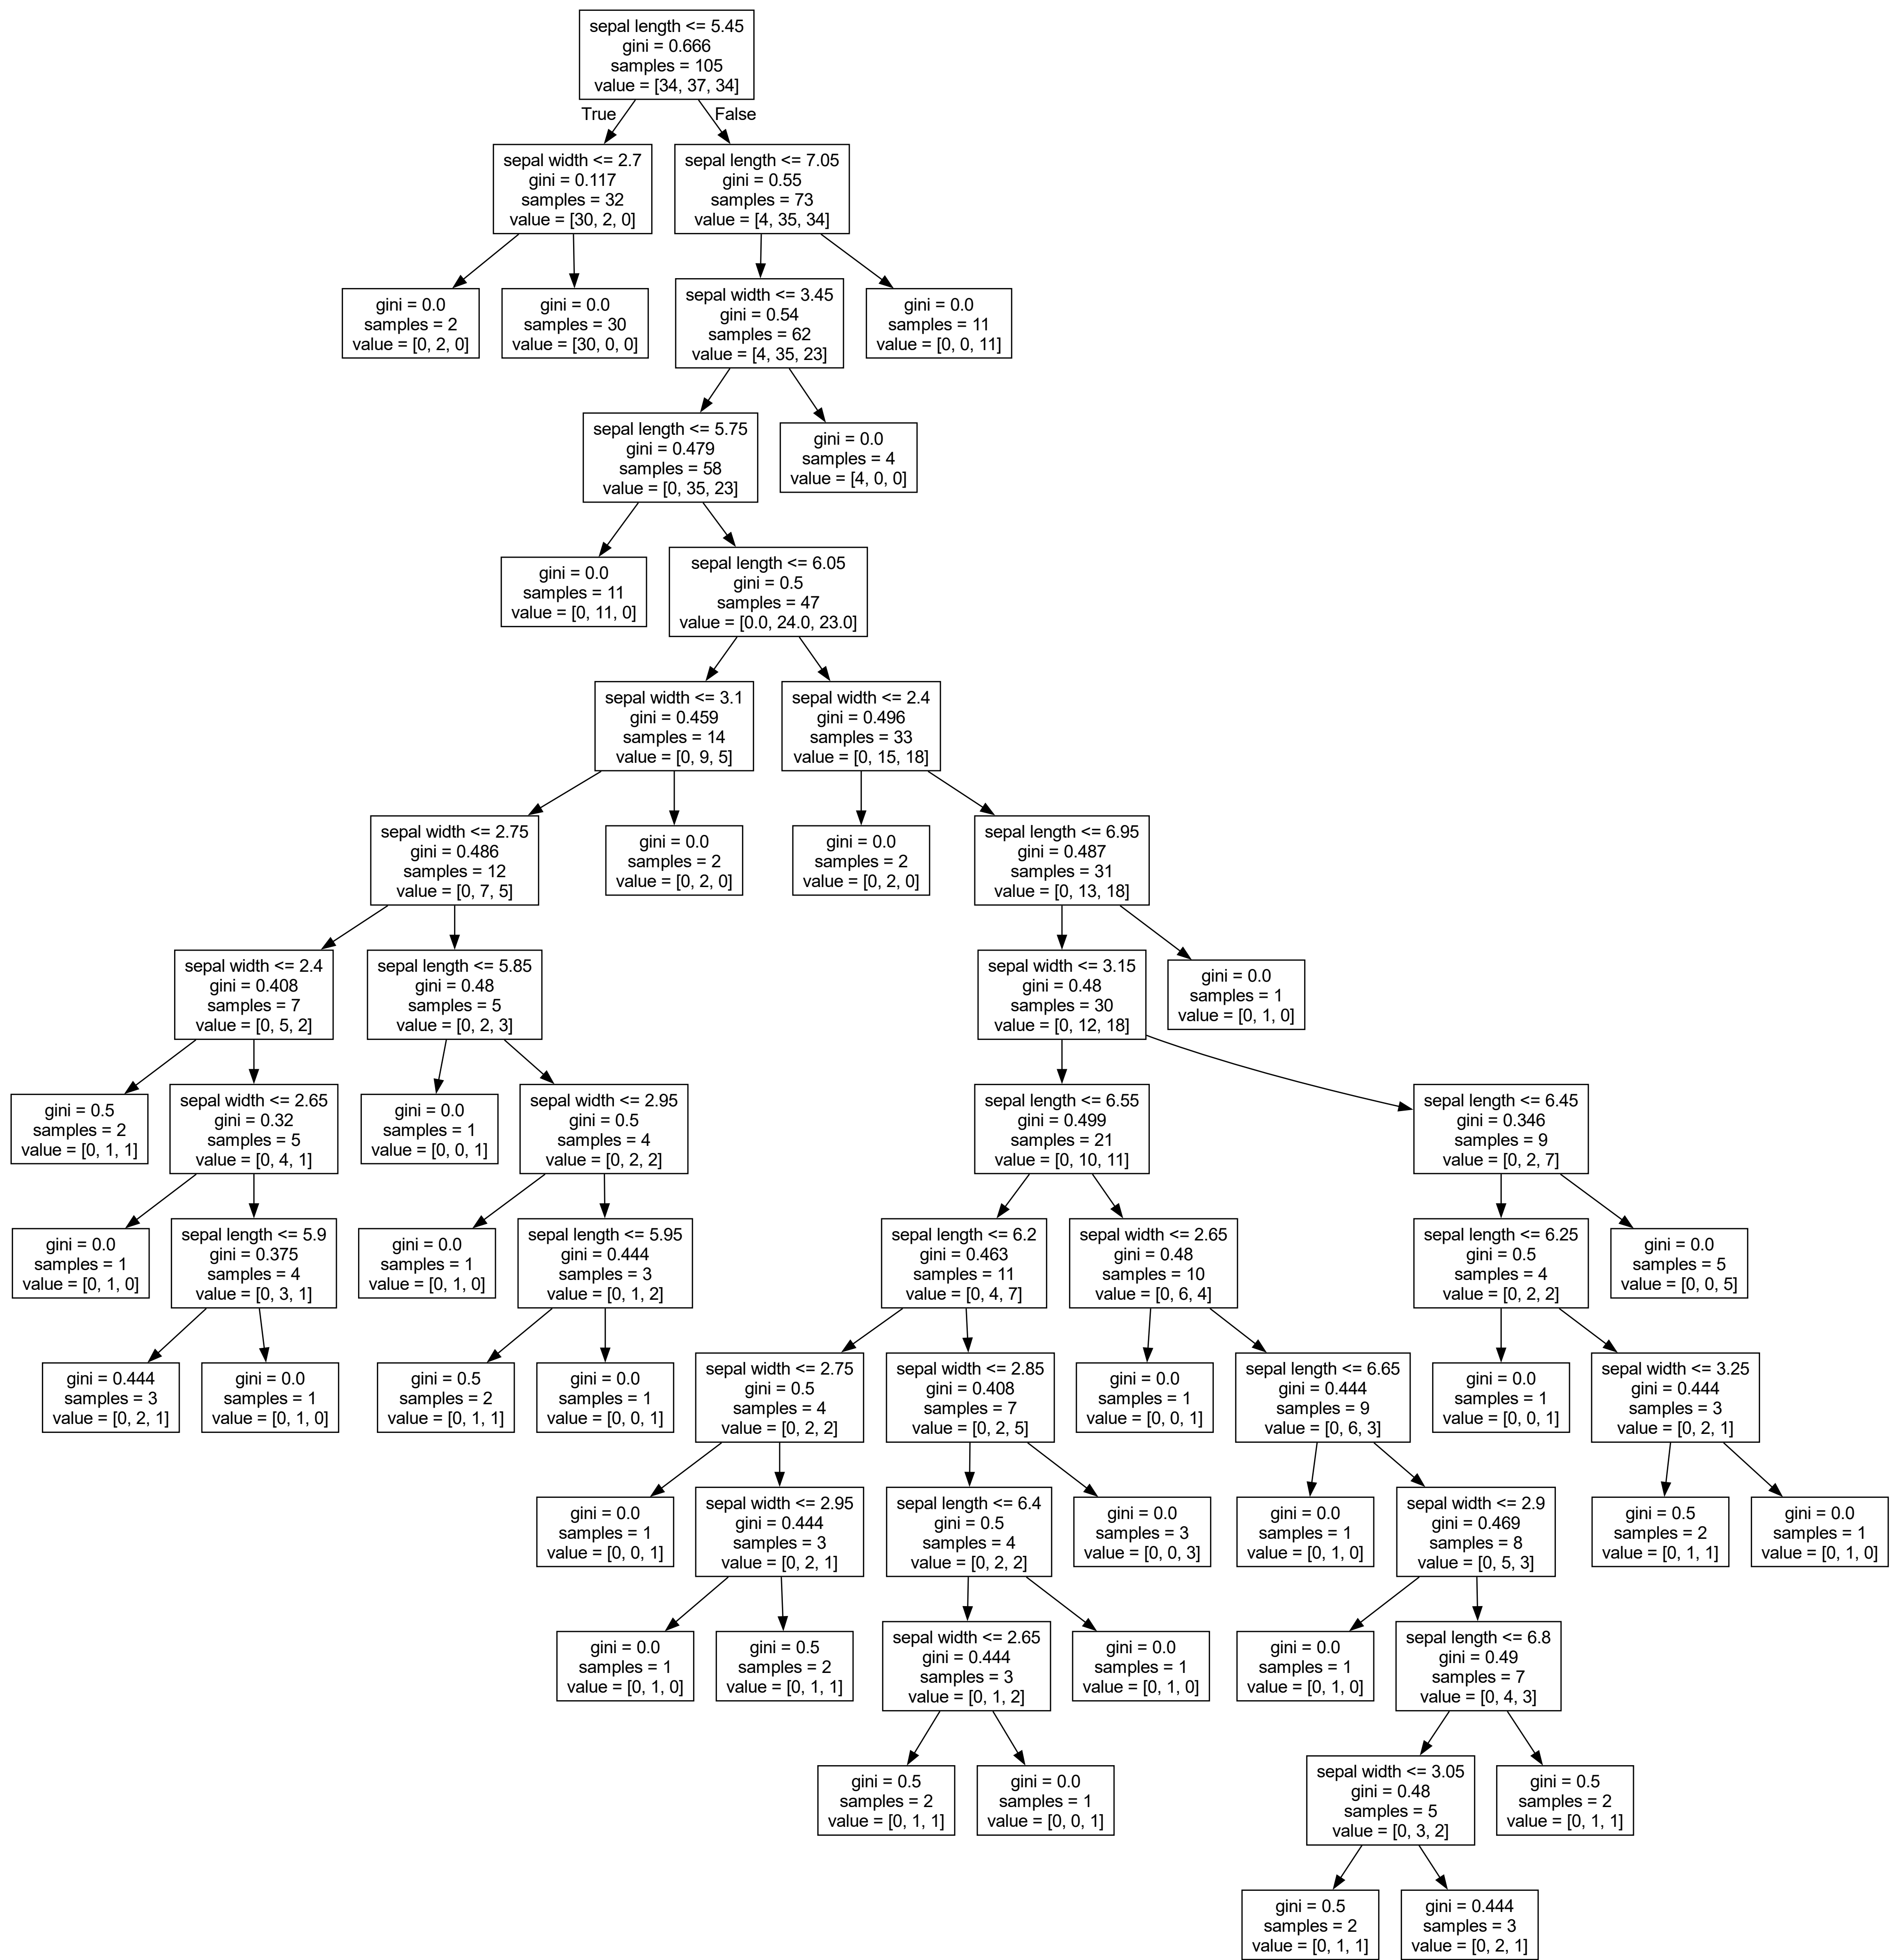 sepal length <= 5.45
gini = 0.666
samples = 105
value = [34, 37, 34]
True
False
sepal width <= 2.7
gini = 0.117
samples = 32
value = [30, 2, 0]
sepal length <= 7.05
gini = 0.55
samples = 73
value = [4, 35, 34]
gini = 0.0
samples = 2
value = [0, 2, 0]
gini = 0.0
samples = 30
value = [30, 0, 0]
sepal width <= 3.45
gini = 0.54
samples = 62
value = [4, 35, 23]
gini = 0.0
samples = 11
value = [0, 0, 11]
sepal length <= 5.75
gini = 0.479
samples = 58
value = [0, 35, 23]
gini = 0.0
samples = 4
value = [4, 0, 0]
gini = 0.0
samples = 11
value = [0, 11, 0]
sepal length <= 6.05
gini = 0.5
samples = 47
value = [0.0, 24.0, 23.0]
sepal width <= 3.1
gini = 0.459
samples = 14
value = [0, 9, 5]
sepal width <= 2.4
gini = 0.496
samples = 33
value = [0, 15, 18]
sepal width <= 2.75
gini = 0.486
samples = 12
value = [0, 7, 5]
gini = 0.0
samples = 2
value = [0, 2, 0]
gini = 0.0
samples = 2
value = [0, 2, 0]
sepal length <= 6.95
gini = 0.487
samples = 31
value = [0, 13, 18]
sepal width <= 2.4
gini = 0.408
samples = 7
value = [0, 5, 2]
sepal length <= 5.85
gini = 0.48
samples = 5
value = [0, 2, 3]
sepal width <= 3.15
gini = 0.48
samples = 30
value = [0, 12, 18]
gini = 0.0
samples = 1
value = [0, 1, 0]
gini = 0.5
samples = 2
value = [0, 1, 1]
sepal width <= 2.65
gini = 0.32
samples = 5
value = [0, 4, 1]
gini = 0.0
samples = 1
value = [0, 0, 1]
sepal width <= 2.95
gini = 0.5
samples = 4
value = [0, 2, 2]
sepal length <= 6.55
gini = 0.499
samples = 21
value = [0, 10, 11]
sepal length <= 6.45
gini = 0.346
samples = 9
value = [0, 2, 7]
gini = 0.0
samples = 1
value = [0, 1, 0]
sepal length <= 5.9
gini = 0.375
samples = 4
value = [0, 3, 1]
gini = 0.0
samples = 1
value = [0, 1, 0]
sepal length <= 5.95
gini = 0.444
samples = 3
value = [0, 1, 2]
sepal length <= 6.2
gini = 0.463
samples = 11
value = [0, 4, 7]
sepal width <= 2.65
gini = 0.48
samples = 10
value = [0, 6, 4]
sepal length <= 6.25
gini = 0.5
samples = 4
value = [0, 2, 2]
gini = 0.0
samples = 5
value = [0, 0, 5]
gini = 0.444
samples = 3
value = [0, 2, 1]
gini = 0.0
samples = 1
value = [0, 1, 0]
gini = 0.5
samples = 2
value = [0, 1, 1]
gini = 0.0
samples = 1
value = [0, 0, 1]
sepal width <= 2.75
gini = 0.5
samples = 4
value = [0, 2, 2]
sepal width <= 2.85
gini = 0.408
samples = 7
value = [0, 2, 5]
gini = 0.0
samples = 1
value = [0, 0, 1]
sepal length <= 6.65
gini = 0.444
samples = 9
value = [0, 6, 3]
gini = 0.0
samples = 1
value = [0, 0, 1]
sepal width <= 3.25
gini = 0.444
samples = 3
value = [0, 2, 1]
gini = 0.0
samples = 1
value = [0, 0, 1]
sepal width <= 2.95
gini = 0.444
samples = 3
value = [0, 2, 1]
sepal length <= 6.4
gini = 0.5
samples = 4
value = [0, 2, 2]
gini = 0.0
samples = 3
value = [0, 0, 3]
gini = 0.0
samples = 1
value = [0, 1, 0]
sepal width <= 2.9
gini = 0.469
samples = 8
value = [0, 5, 3]
gini = 0.5
samples = 2
value = [0, 1, 1]
gini = 0.0
samples = 1
value = [0, 1, 0]
gini = 0.0
samples = 1
value = [0, 1, 0]
gini = 0.5
samples = 2
value = [0, 1, 1]
sepal width <= 2.65
gini = 0.444
samples = 3
value = [0, 1, 2]
gini = 0.0
samples = 1
value = [0, 1, 0]
gini = 0.0
samples = 1
value = [0, 1, 0]
sepal length <= 6.8
gini = 0.49
samples = 7
value = [0, 4, 3]
gini = 0.5
samples = 2
value = [0, 1, 1]
gini = 0.0
samples = 1
value = [0, 0, 1]
sepal width <= 3.05
gini = 0.48
samples = 5
value = [0, 3, 2]
gini = 0.5
samples = 2
value = [0, 1, 1]
gini = 0.5
samples = 2
value = [0, 1, 1]
gini = 0.444
samples = 3
value = [0, 2, 1]